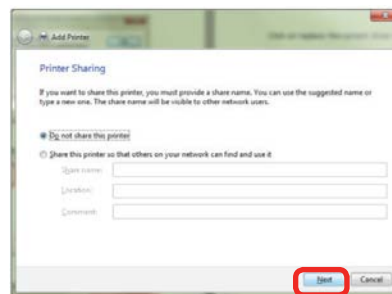 Add Printer
Printer Sharing
If you want to share this printer, you must provide a share name. You can use the suggested name or
type a new one. The share name will be visible to other network users.
Do not share this printer
Share this printer so that others on your network can find and use it
Share name:
Location:
Comment:
Next
Cancel